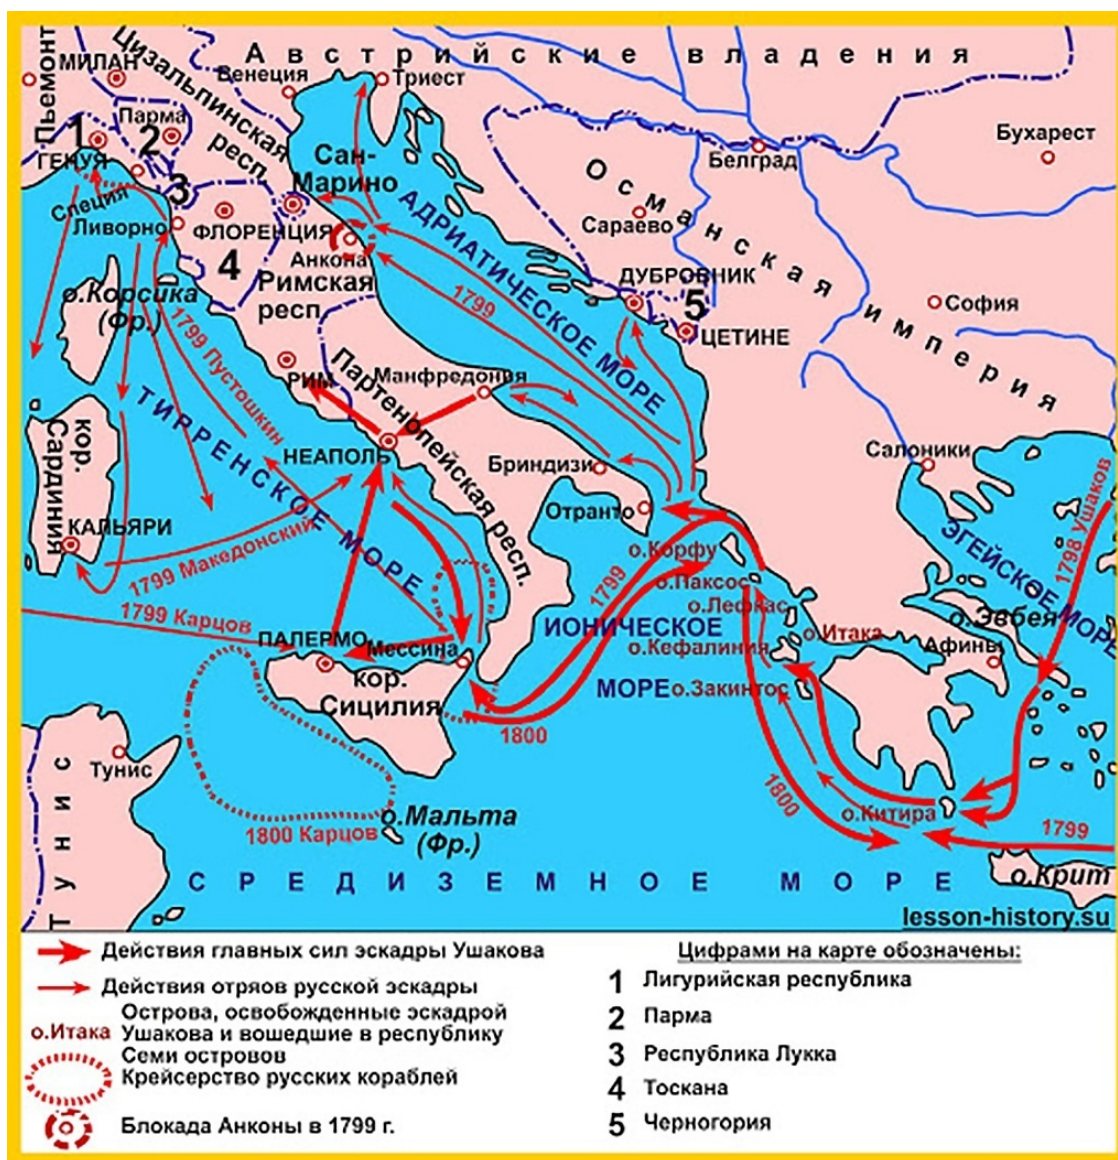 Австрийские владения
Пьемонт
МИЛАН
Цизальпинская
респ.
Венеция
Триест
Парма
1
2
ГЕНУЯ
3
Специя
Ливорно
ФЛОРЕНЦИЯ
4
Сан-
Марино
Анкона
Римская
респ.
АДРИАТИЧЕСКОЕ МОРЕ
1799
Белград
Бухарест
Османская империя
Сараево
ДУБРОВНИК
5
ЦЕТИНЕ
София
о.Корсика
(Фр.)
1799 Пустошкин
РИМ
Партенопейская респ.
Манфредония
НЕАПОЛЬ
Бриндизи
Отранто
Салоники
ТИРРЕНСКОЕ МОРЕ
кор.
Сардиния
КАЛЬЯРИ
1799 Македонский
1799 Карцов
ПАЛЕРМО
Мессина
кор.
СИЦИЛИЯ
1799
1800
о.Корфу
о.Паксос
о.Лефкас
ИОНИЧЕСКОЕ
МОРЕ
о.Кефалиния
о.Итака
о.Закинтос
1798 Ушаков
ЭГЕЙСКОЕ МОРЕ
о.Эвбея
Афины
1800
о.Китира
1799
о.Крит
Тунис
ТУНИС
1800 Карцов
о.Мальта
(Фр.)
СРЕДИЗЕМНОЕ МОРЕ
lesson-history.su
Действия главных сил эскадры Ушакова
Действия отряов русской эскадры
о.Итака
Острова, освобожденные эскадрой
Ушакова и вошедшие в республику
Семи островов
Крейсерство русских кораблей
Блокада Анконы в 1799 г.
Цифрами на карте обозначены:
1 Лигурийская республика
2 Парма
3 Республика Лукка
4 Тоскана
5 Черногория